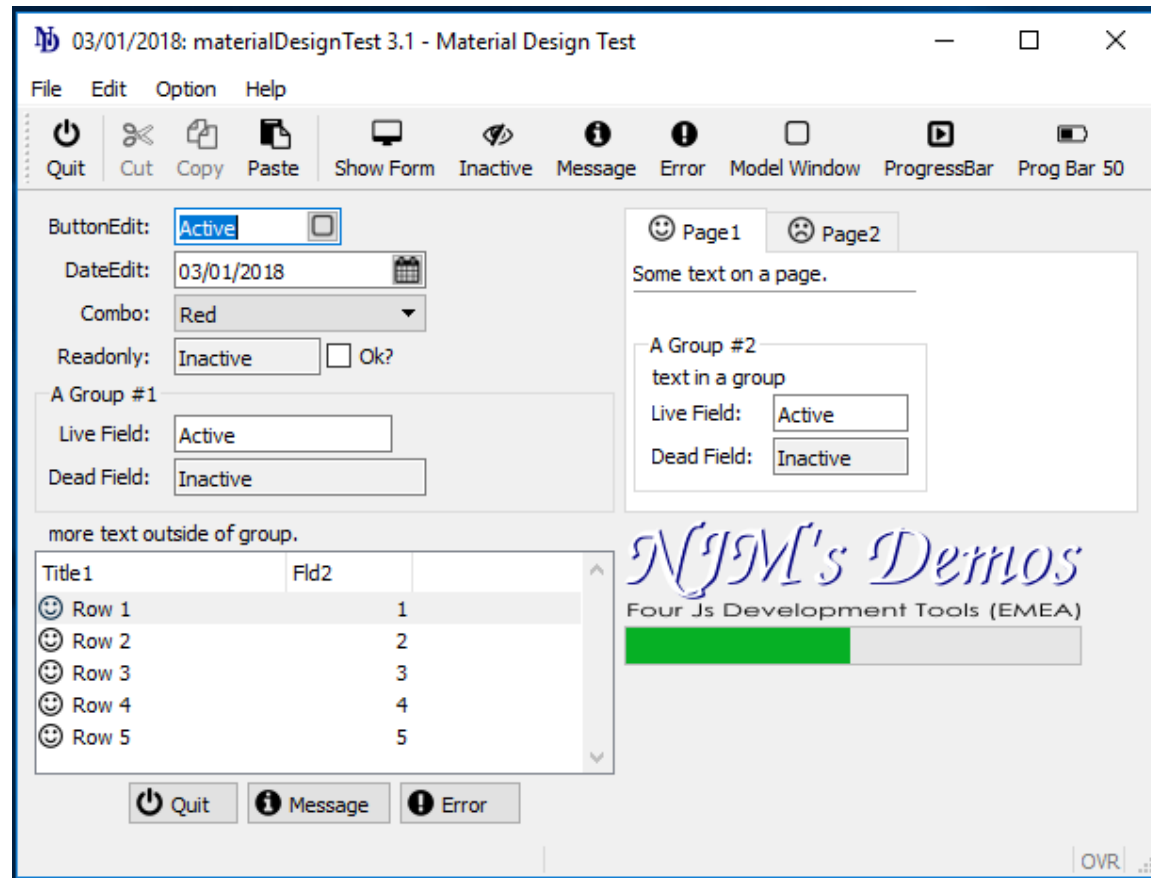 03/01/2018: materialDesignTest 3.1 - Material Design Test
File Edit Option Help
Quit Cut Copy Paste Show Form Inactive Message Error Model Window ProgressBar Prog Bar 50
ButtonEdit: Active
DateEdit: 03/01/2018
Combo: Red
Readonly: Inactive Ok?
A Group #1
Live Field: Active
Dead Field: Inactive
more text outside of group.
Title1 Fld2
Row 1 1
Row 2 2
Row 3 3
Row 4 4
Row 5 5
Quit Message Error
Page1 Page2
Some text on a page.
A Group #2
text in a group
Live Field: Active
Dead Field: Inactive
NJM's Demos
Four Js Development Tools (EMEA)
OVR